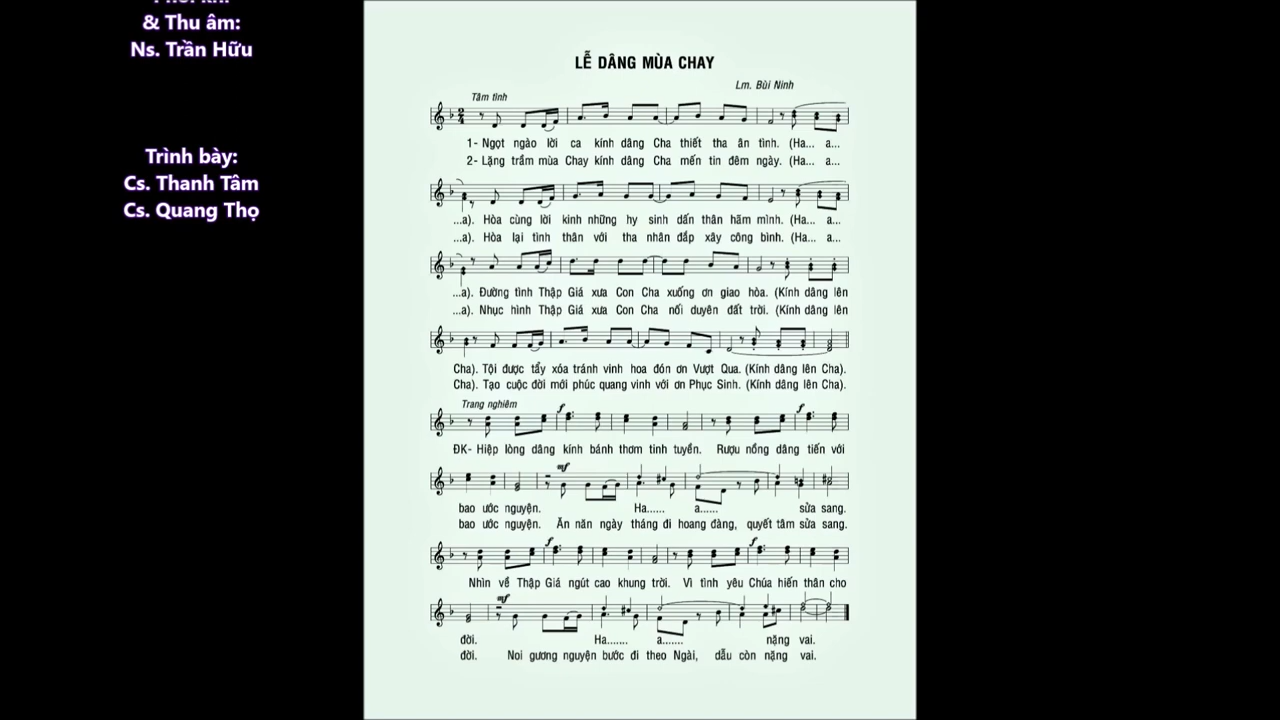 & Thu âm:
Ns. Trần Hữu
Trình bày:
Cs. Thanh Tâm
Cs. Quang Thọ
LỄ DÂNG MÙA CHAY
Lm. Bùi Ninh
Tâm tình
1- Ngọt ngào lời ca kính dâng Cha thiết tha ân tình. (Ha... a...
2- Lặng trầm mùa Chay kính dâng Cha mến tin đêm ngày. (Ha... a...
...a). Hòa cùng lời kinh những hy sinh dấn thân hãm mình. (Ha... a...
...a). Hòa lại tình thân với tha nhân đắp xây công bình. (Ha... a...
...a). Đường tình Thập Giá xưa Con Cha xuống ơn giao hòa. (Kính dâng lên
...a). Nhục hình Thập Giá xưa Con Cha nối duyên đất trời. (Kính dâng lên
Cha). Tội được tẩy xóa tránh vinh hoa đón ơn Vượt Qua. (Kính dâng lên Cha).
Cha). Tạo cuộc đời mới phúc quang vinh với ơn Phục Sinh. (Kính dâng lên Cha).
Trang nghiêm
f f
ĐK- Hiệp lòng dâng kính bánh thơm tinh tuyền. Rượu nồng dâng tiến với
mf
bao ước nguyện. Ha...... a...... sửa sang.
bao ước nguyện. Ăn năn ngày tháng đi hoang đàng, quyết tâm sửa sang.
f f
Nhìn về Thập Giá ngút cao khung trời. Vì tình yêu Chúa hiến thân cho
mf
đời. Ha....... a....... nặng vai.
đời. Noi gương nguyện bước đi theo Ngài, dẫu còn nặng vai.